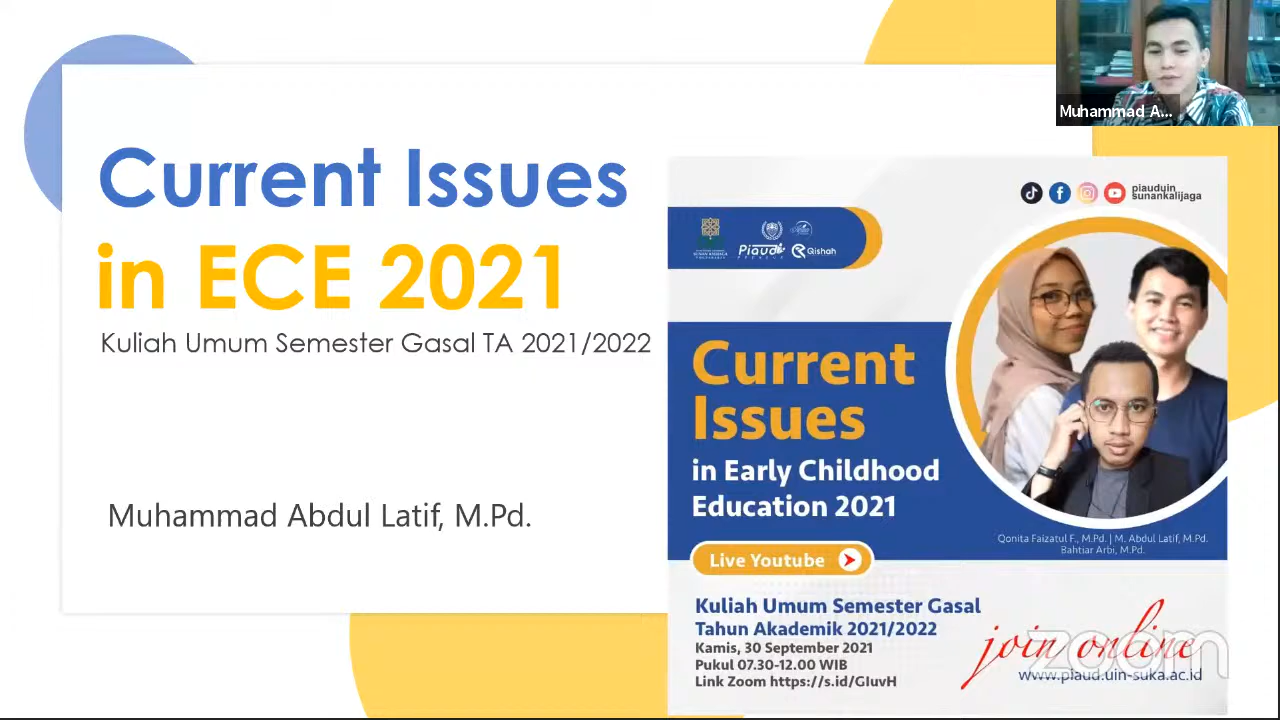 Current Issues
in ECE 2021
Kuliah Umum Semester Gasal TA 2021/2022
Muhammad Abdul Latif, M.Pd.
Muhammad A...
piauduin
sunankalijaga
Piaud
Qishah
Current
Issues
in Early Childhood
Education 2021
Qonita Faizatul F., M.Pd. | M. Abdul Latif, M.Pd.
Bahtiar Arbi, M.Pd.
Live Youtube
Kuliah Umum Semester Gasal
Tahun Akademik 2021/2022
Kamis, 30 September 2021
Pukul 07.30-12.00 WIB
Link Zoom https://s.id/GIuvH
join online
zoom
www.piaud.uin-suka.ac.id